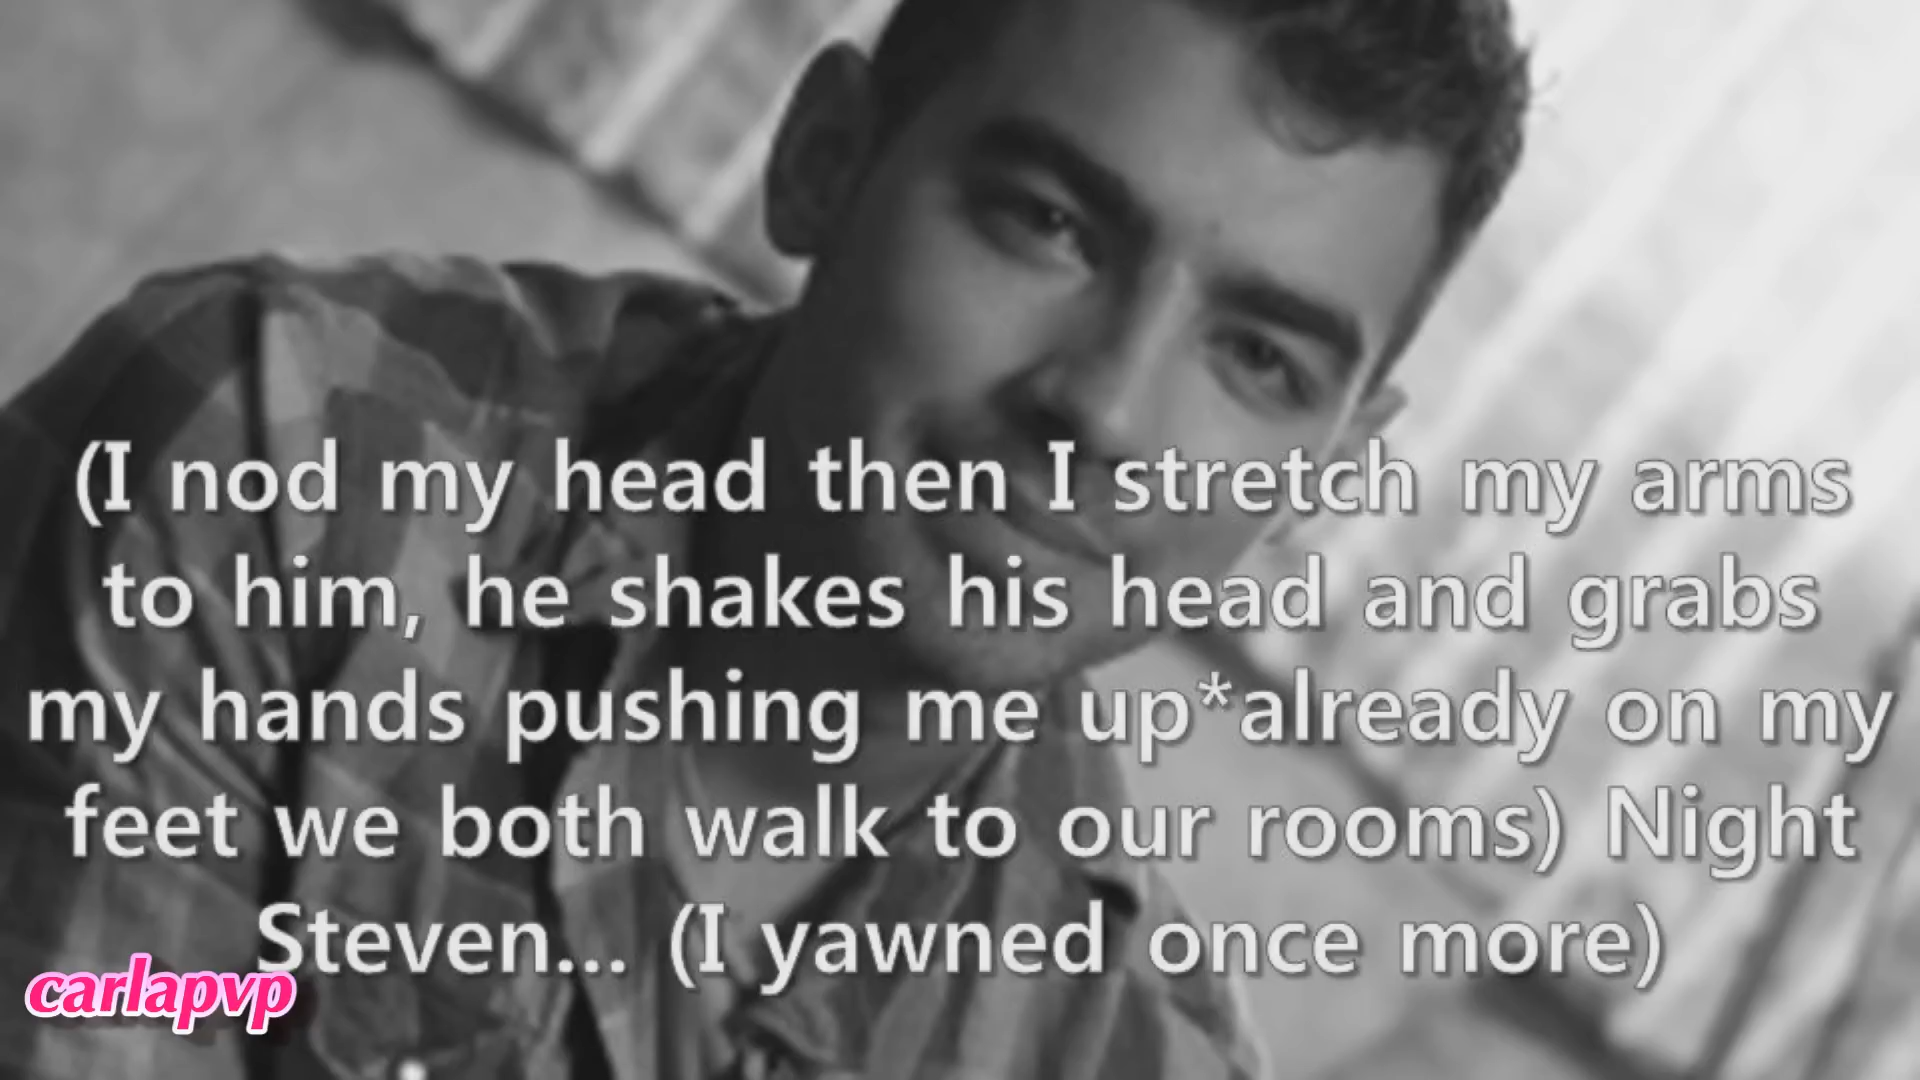 (I nod my head then I stretch my arms
to him, he shakes his head and grabs
my hands pushing me up*already on my
feet we both walk to our rooms) Night
Steven... (I yawned once more)
carlapvp